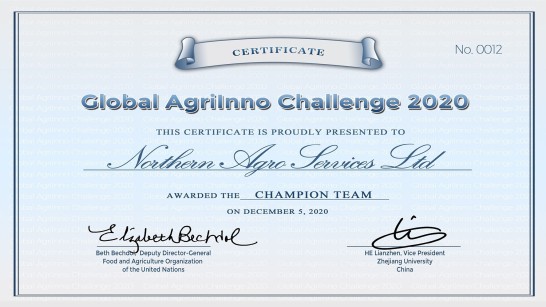 CERTIFICATE
No. 0012
Global AgriInno Challenge 2020
THIS CERTIFICATE IS PROUDLY PRESENTED TO
Northern Agro Services Ltd
AWARDED THE CHAMPION TEAM
ON DECEMBER 5, 2020
Elizabeth Bechdol
Beth Bechdol, Deputy Director-General
Food and Agriculture Organization
of the United Nations
HE Lianzhen, Vice President
Zhejiang University
China